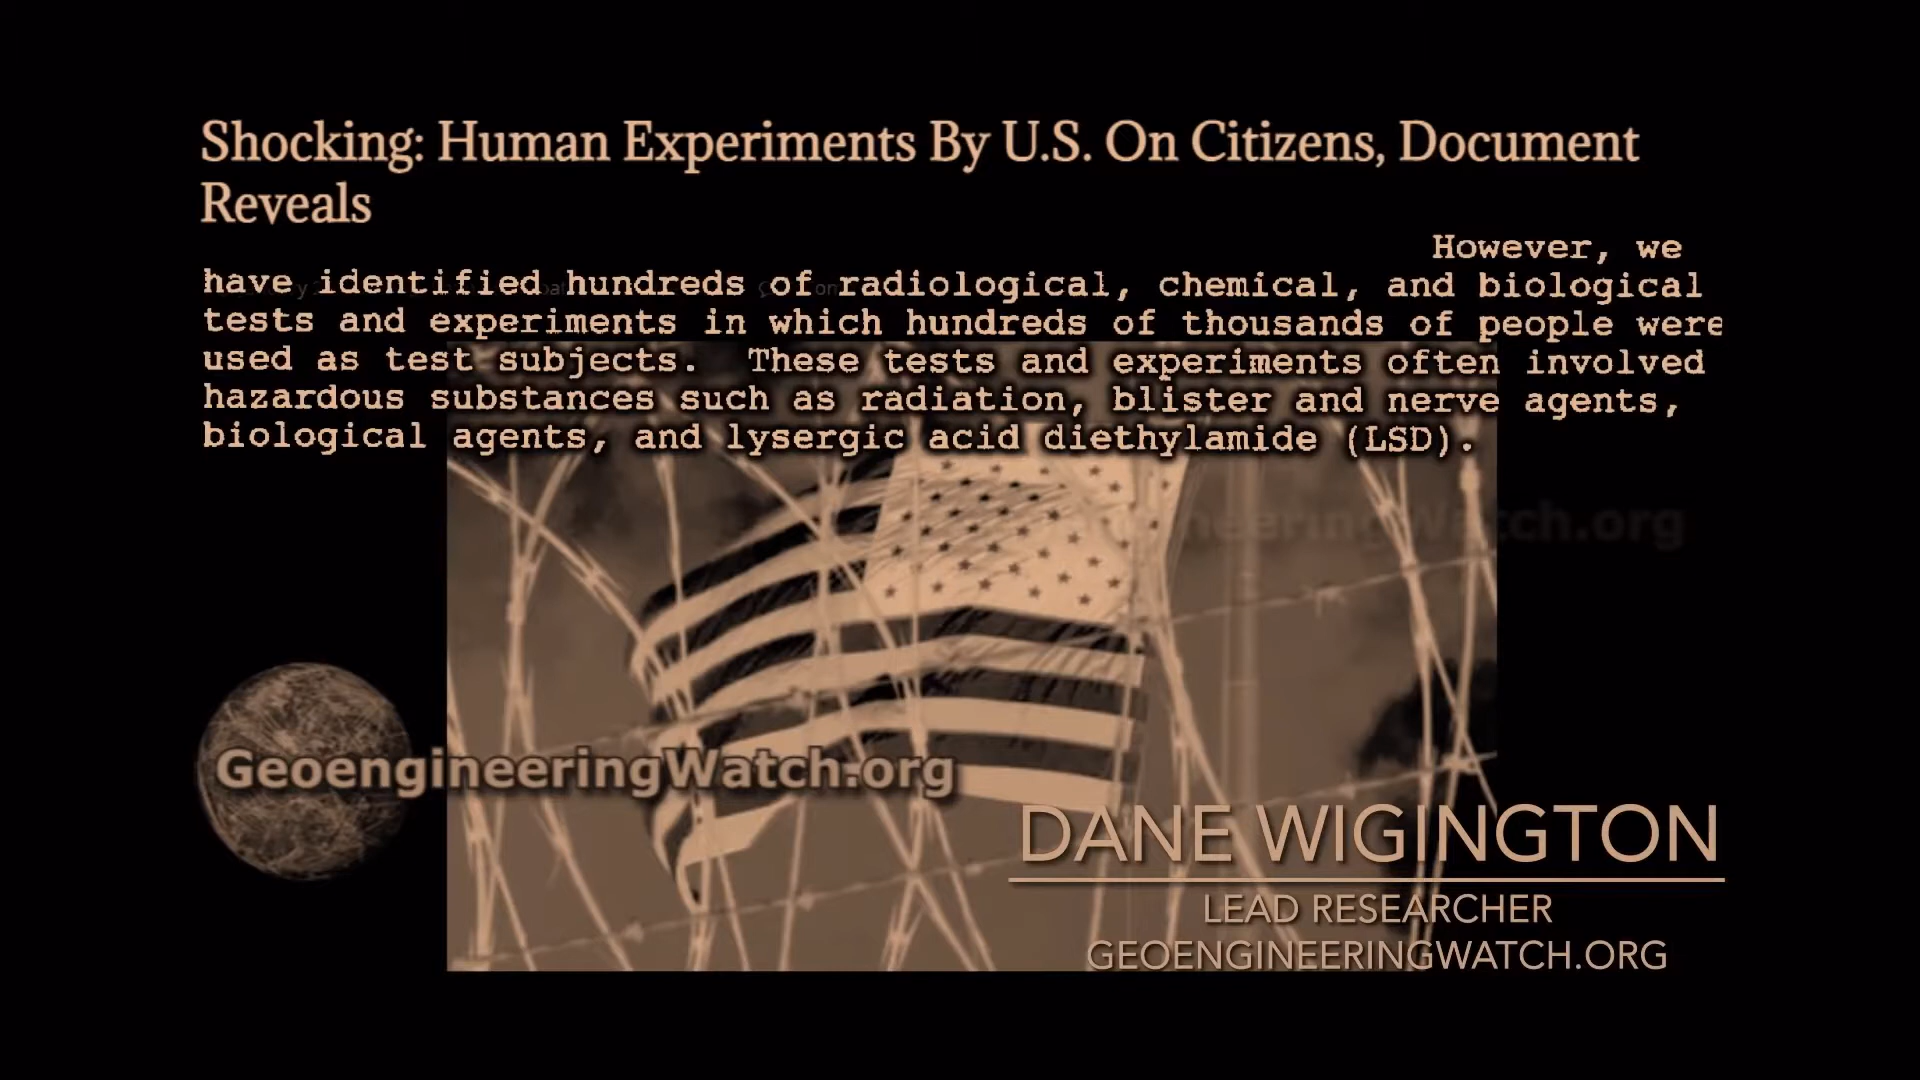 Shocking: Human Experiments By U.S. On Citizens, Document
Reveals
However, we
have identified hundreds of radiological, chemical, and biological
tests and experiments in which hundreds of thousands of people were
used as test subjects. These tests and experiments often involved
hazardous substances such as radiation, blister and nerve agents,
biological agents, and lysergic acid diethylamide (LSD).
neeringWatch.org
GeoengineeringWatch.org
DANE WIGINGTON
LEAD RESEARCHER
GEOENGINEERINGWATCH.ORG